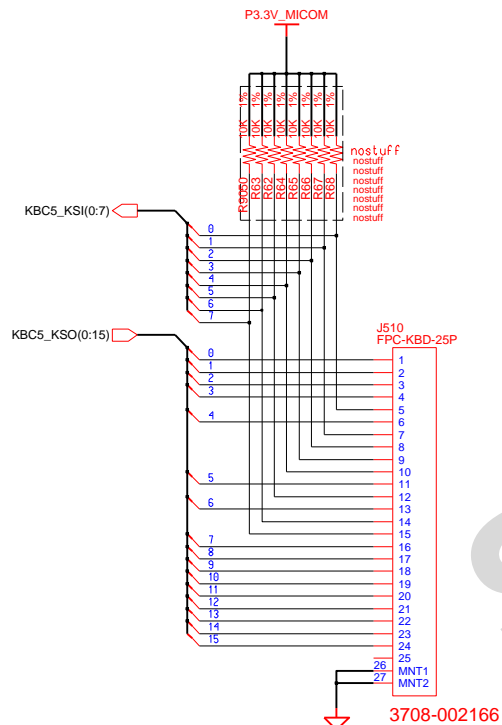 P3.3V_MICOM
10K 1%
10K 1%
10K 1%
10K 1%
10K 1%
10K 1%
10K 1%
10K 1%
nostuff
nostuff
nostuff
nostuff
nostuff
nostuff
nostuff
nostuff
R9050
R63
R62
R64
R65
R66
R67
R68
KBC5_KSI(0:7)
0
1
2
3
4
5
6
7
KBC5_KSO(0:15)
0
1
2
3
4
5
6
7
8
9
10
11
12
13
14
15
J510
FPC-KBD-25P
1
2
3
4
5
6
7
8
9
10
11
12
13
14
15
16
17
18
19
20
21
22
23
24
25
26 MNT1
27 MNT2
3708-002166